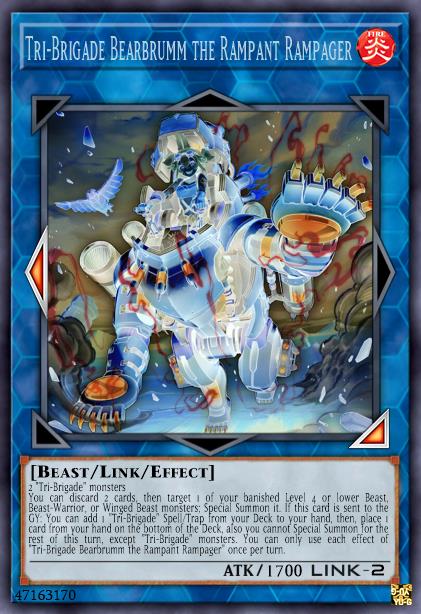 Tri-Brigade Bearbrumm the Rampant Rampager
FIRE
炎
[Beast/Link/Effect]
2 "Tri-Brigade" monsters
You can discard 2 cards, then target 1 of your banished Level 4 or lower Beast,
Beast-Warrior, or Winged Beast monsters; Special Summon it. If this card is sent to the
GY: You can add 1 "Tri-Brigade" Spell/Trap from your Deck to your hand, then, place 1
card from your hand on the bottom of the Deck, also you cannot Special Summon for the
rest of this turn, except "Tri-Brigade" monsters. You can only use each effect of
"Tri-Brigade Bearbrumm the Rampant Rampager" once per turn.
ATK/1700 LINK-2
47163170